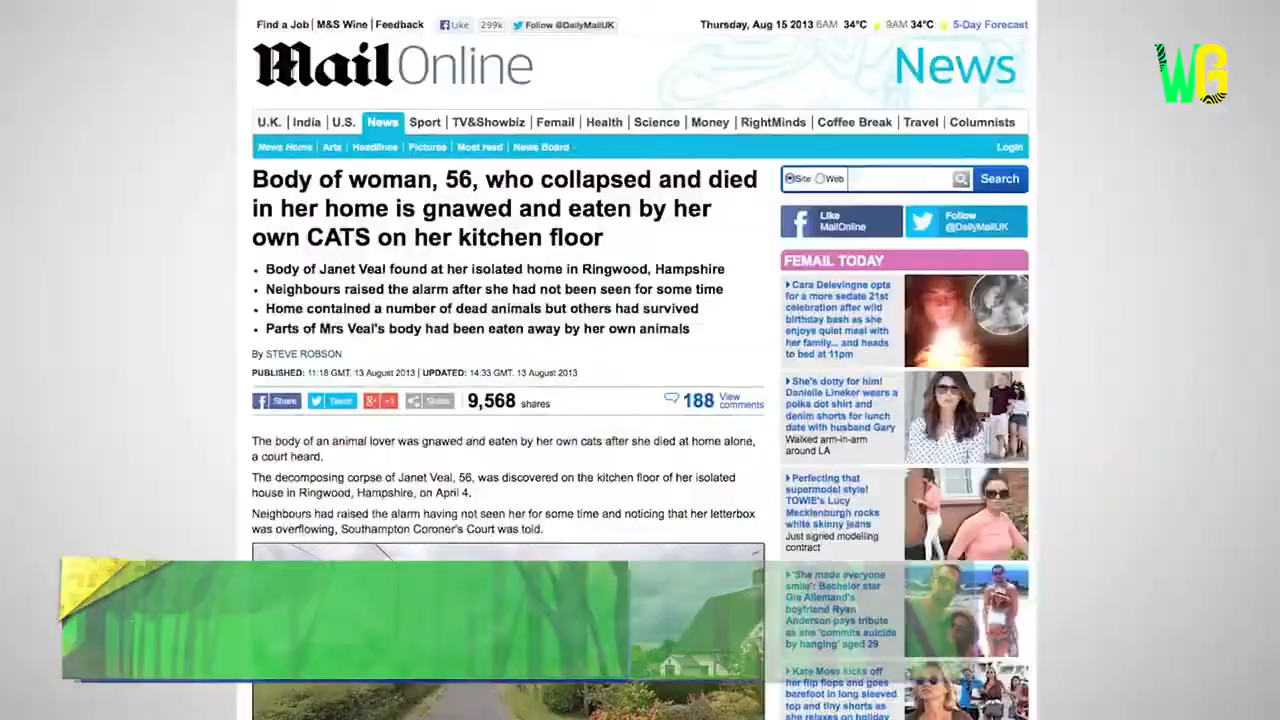 Find a Job | M&S Wine | Feedback Like 299k Follow @DailyMailUK Thursday, Aug 15 2013 6AM 34°C 9AM 34°C 5-Day Forecast
Mail Online News
WG
U.K. India U.S. News Sport TV&Showbiz Femail Health Science Money RightMinds Coffee Break Travel Columnists
News Home Arts Headlines Pictures Most read News Board Login
Body of woman, 56, who collapsed and died
in her home is gnawed and eaten by her
own CATS on her kitchen floor
• Body of Janet Veal found at her isolated home in Ringwood, Hampshire
• Neighbours raised the alarm after she had not been seen for some time
• Home contained a number of dead animals but others had survived
• Parts of Mrs Veal's body had been eaten away by her own animals
By STEVE ROBSON
PUBLISHED: 11:18 GMT, 13 August 2013 | UPDATED: 14:33 GMT, 13 August 2013
Share Tweet +1 Share 9,568 shares 188 View
comments
The body of an animal lover was gnawed and eaten by her own cats after she died at home alone,
a court heard.
The decomposing corpse of Janet Veal, 56, was discovered on the kitchen floor of her isolated
house in Ringwood, Hampshire, on April 4.
Neighbours had raised the alarm having not seen her for some time and noticing that her letterbox
was overflowing, Southampton Coroner's Court was told.
Site Web Search
Like
MailOnline
Follow
@DailyMailUK
FEMAIL TODAY
Cara Delevingne opts
for a more sedate 21st
celebration after wild
birthday bash as she
enjoys quiet meal with
her family... and heads
to bed at 11pm
She's dotty for him!
Danielle Lineker wears a
polka dot shirt and
denim shorts for lunch
date with husband Gary
Walked arm-in-arm
around LA
Perfecting that
supermodel style!
TOWIE's Lucy
Mecklenburgh rocks
white skinny jeans
Just signed modelling
contract
'She made everyone
smile': Bachelor star
Gia Allemand's
boyfriend Ryan
Anderson pays tribute
as she 'commits suicide
by hanging' aged 29
Kate Moss kicks off
her flip flops and goes
barefoot in long sleeved
top and tiny shorts as
she relaxes on holiday